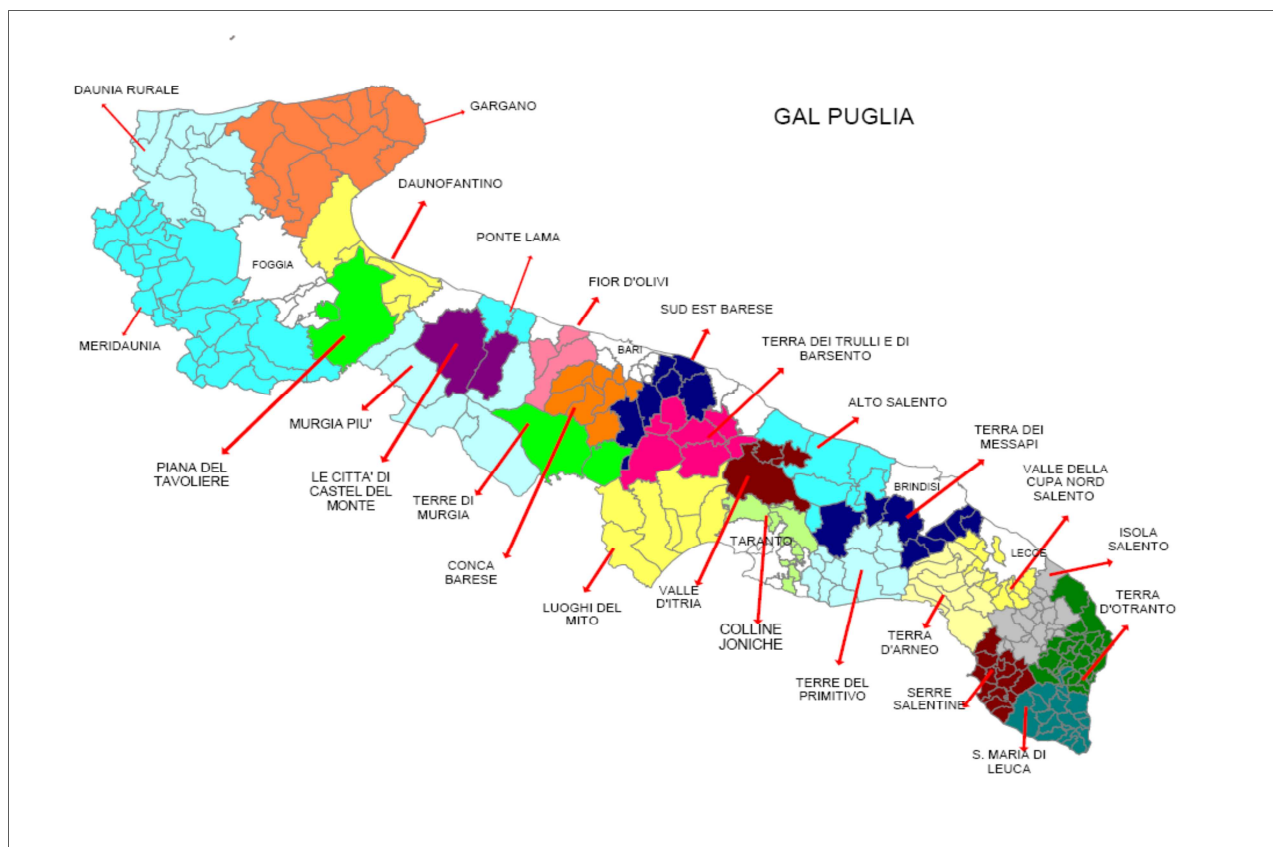 GAL PUGLIA
DAUNIA RURALE
GARGANO
DAUNOFANTINO
PONTE LAMA
FOGGIA
FIOR D'OLIVI
SUD EST BARESE
MERIDAUNIA
BARI
TERRA DEI TRULLI E DI
BARSENTO
ALTO SALENTO
MURGIA PIU'
TERRA DEI
MESSAPI
PIANA DEL
TAVOLIERE
LE CITTA' DI
CASTEL DEL
MONTE
TERRE DI
MURGIA
VALLE DELLA
CUPA NORD
SALENTO
BRINDISI
CONCA
BARESE
TARANTO
LECCE
ISOLA
SALENTO
LUOGHI DEL
MITO
VALLE
D'ITRIA
COLLINE
JONICHE
TERRA
D'OTRANTO
TERRA
D'ARNEO
TERRE DEL
PRIMITIVO
SERRE
SALENTINE
S. MARIA DI
LEUCA